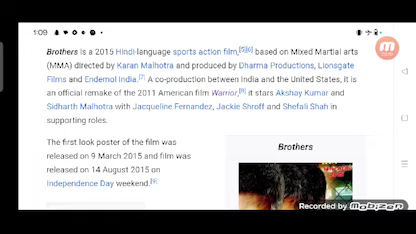 1:09
Brothers is a 2015 Hindi-language sports action film,[5][6] based on Mixed Martial arts
(MMA) directed by Karan Malhotra and produced by Dharma Productions, Lionsgate
Films and Endemol India.[7] A co-production between India and the United States, it is
an official remake of the 2011 American film Warrior,[8] it stars Akshay Kumar and
Sidharth Malhotra with Jacqueline Fernandez, Jackie Shroff and Shefali Shah in
supporting roles.
The first look poster of the film was
released on 9 March 2015 and film was
released on 14 August 2015 on
Independence Day weekend.[9]
Brothers
Recorded by Mobizen